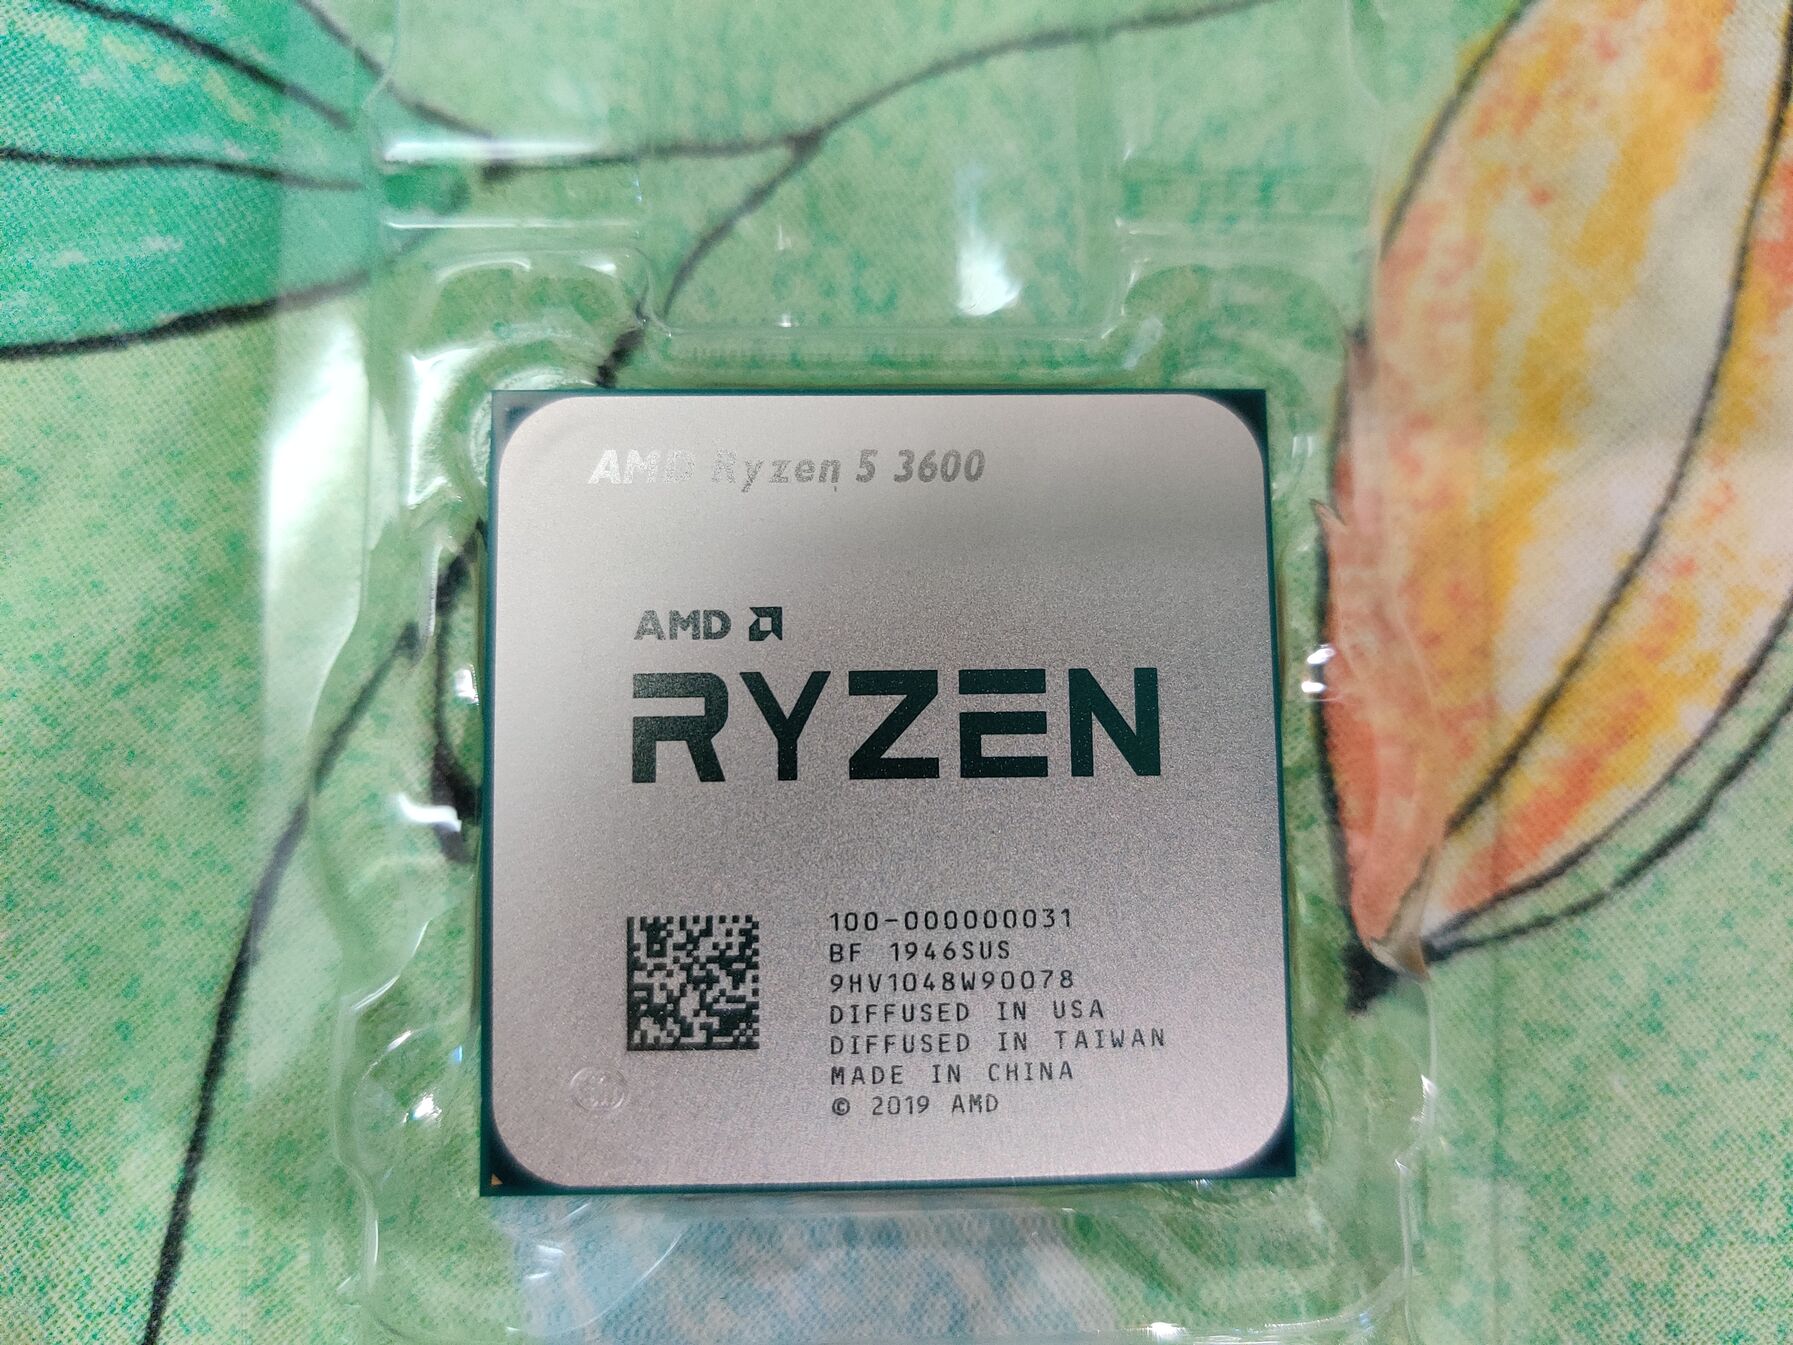 AMD Ryzen 5 3600
AMD
RYZEN
100-000000031
BF 1946SUS
9HV1048W90078
DIFFUSED IN USA
DIFFUSED IN TAIWAN
MADE IN CHINA
© 2019 AMD